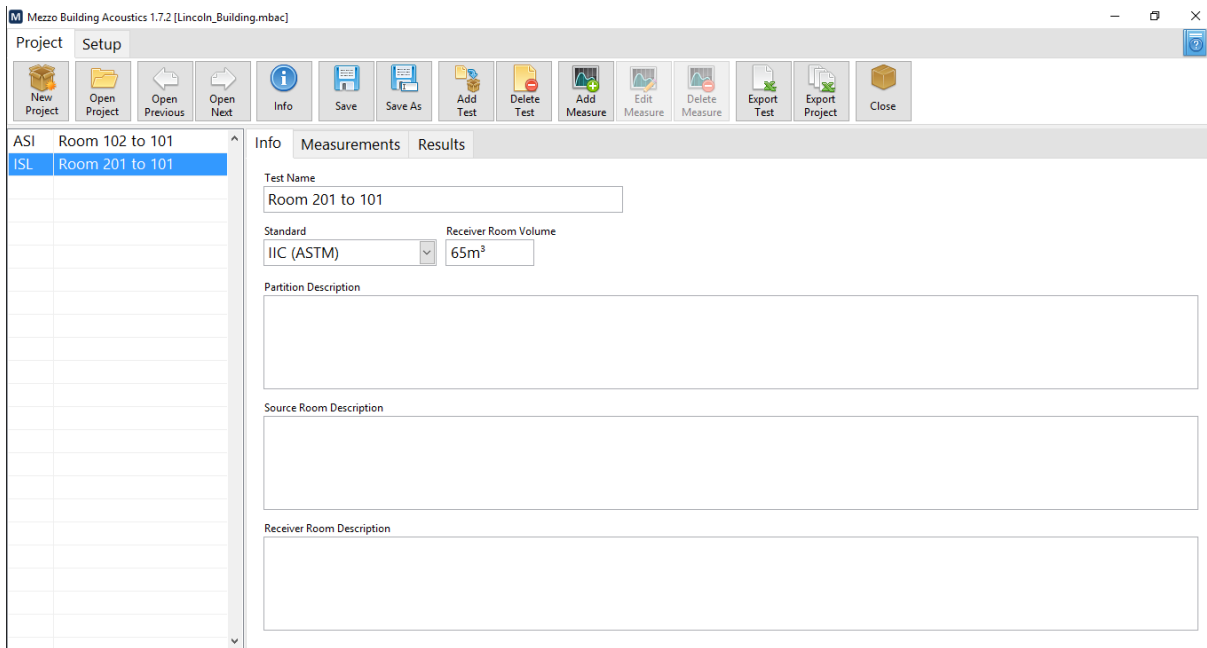 M Mezzo Building Acoustics 1.7.2 [Lincoln_Building.mbac]
Project Setup
New Project
Open Project
Open Previous
Open Next
Info
Save
Save As
Add Test
Delete Test
Add Measure
Edit Measure
Delete Measure
Export Test
Export Project
Close
ASI Room 102 to 101
ISL Room 201 to 101
Info Measurements Results
Test Name
Room 201 to 101
Standard Receiver Room Volume
IIC (ASTM) 65m³
Partition Description
Source Room Description
Receiver Room Description